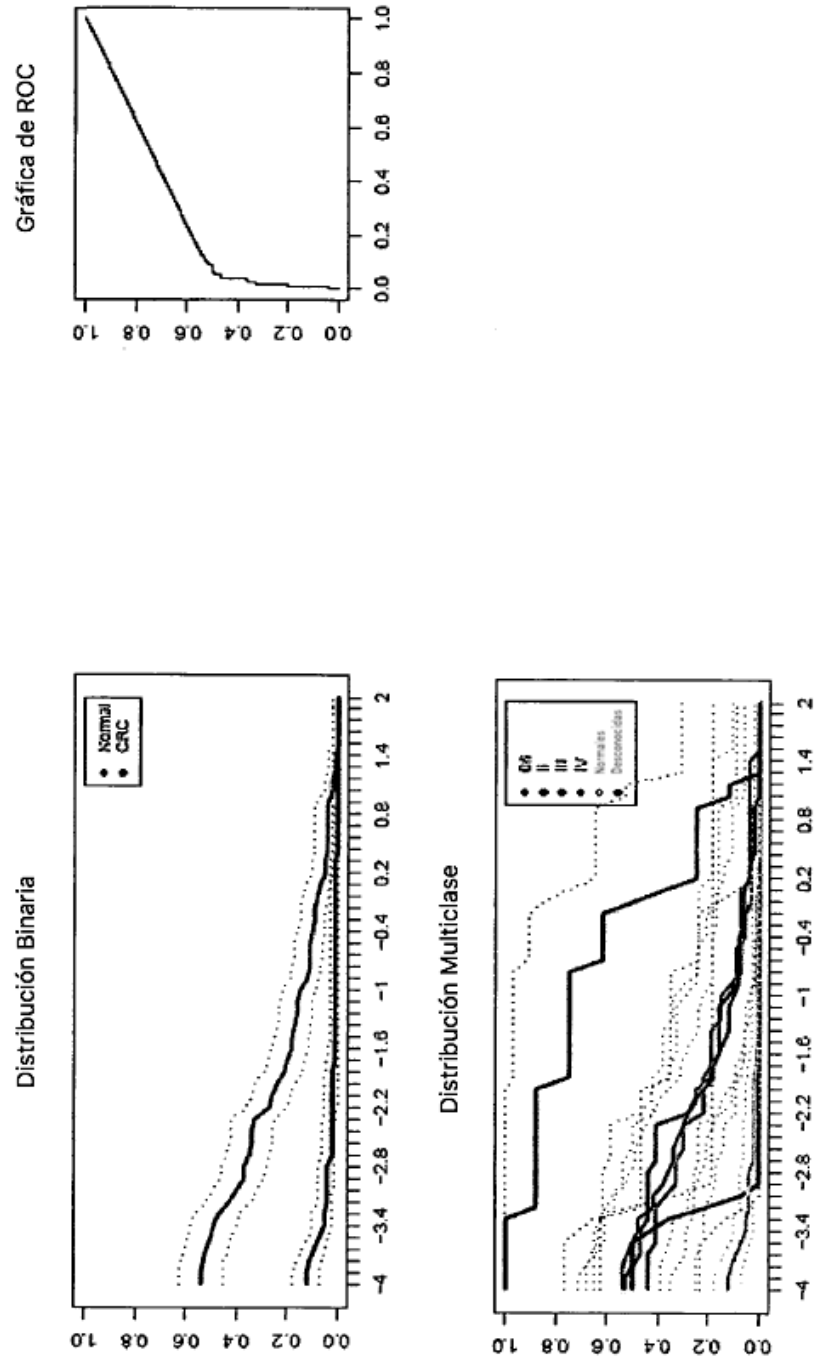 Distribución Binaria
1.0
0.8
0.6
0.4
0.2
0.0
Normal
CRC
−4 −3.4 −2.8 −2.2 −1.6 −1 −0.4 0.2 0.8 1.4 2
Gráfica de ROC
1.0
0.8
0.6
0.4
0.2
0.0
0.0 0.2 0.4 0.6 0.8 1.0
Distribución Multiclase
1.0
0.8
0.6
0.4
0.2
0.0
II
III
IV
Normales
Desconocidas
−4 −3.4 −2.8 −2.2 −1.6 −1 −0.4 0.2 0.8 1.4 2